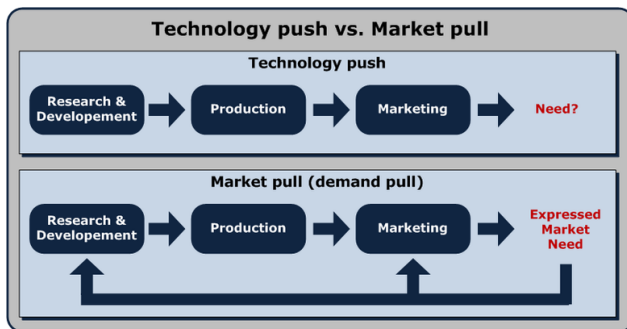 Technology push vs. Market pull
Technology push
Research &
Developement
Production
Marketing
Need?
Market pull (demand pull)
Research &
Developement
Production
Marketing
Expressed
Market
Need